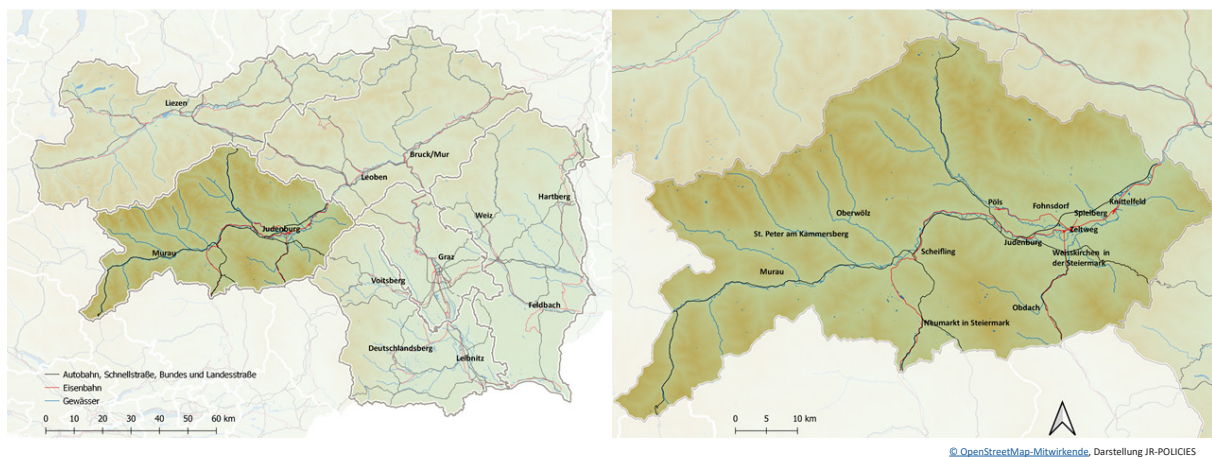 Liezen
Bruck/Mur
Leoben
Hartberg
Weiz
Judenburg
Murau
Graz
Voitsberg
Feldbach
Deutschlandsberg
Leibnitz
Autobahn, Schnellstraße, Bundes und Landesstraße
Eisenbahn
Gewässer
0 10 20 30 40 50 60 km
Pöls
Fohnsdorf
Knittelfeld
Spielberg
Oberwölz
Zeltweg
St. Peter am Kammersberg
Judenburg
Scheifling
Weisskirchen in
der Steiermark
Murau
Obdach
Neumarkt in Steiermark
0 5 10 km
© OpenStreetMap-Mitwirkende, Darstellung JR-POLICIES